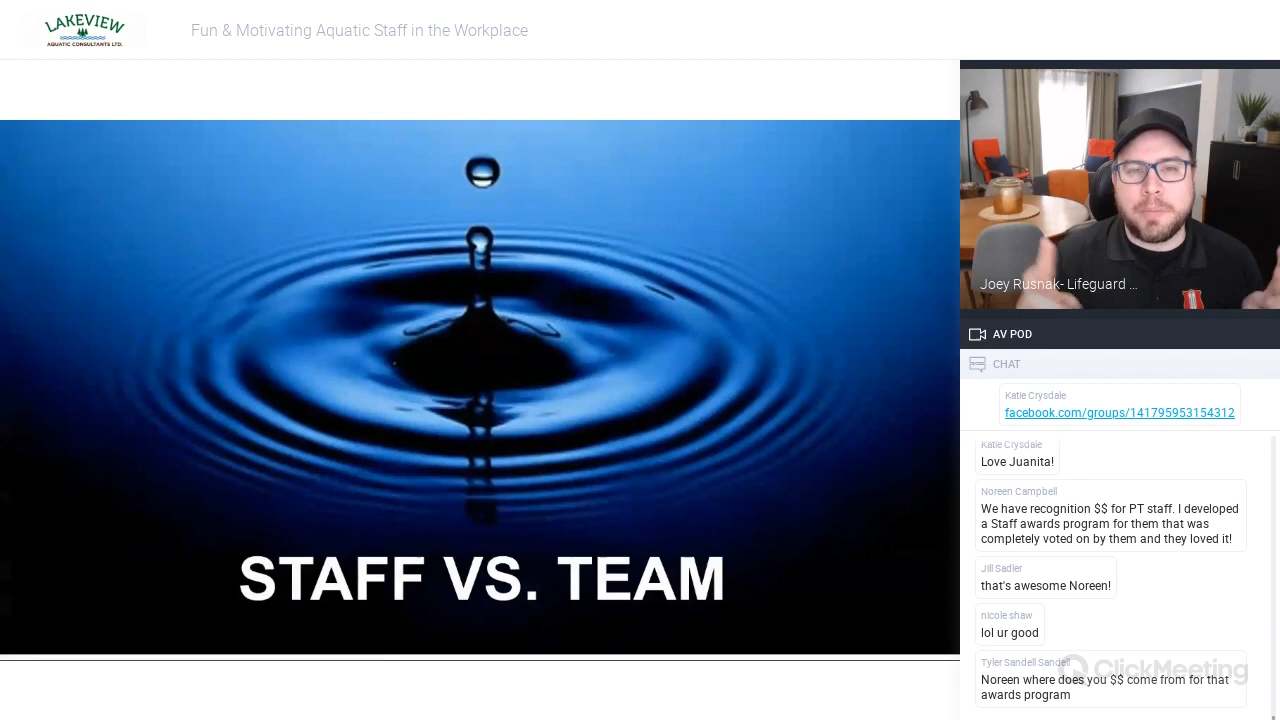 LAKEVIEW
AQUATIC CONSULTANTS LTD.
Fun & Motivating Aquatic Staff in the Workplace
STAFF VS. TEAM
Joey Rusnak- Lifeguard ...
AV POD
CHAT
Katie Crysdale
facebook.com/groups/141795953154312
Katie Crysdale
Love Juanita!
Noreen Campbell
We have recognition $$ for PT staff. I developed
a Staff awards program for them that was
completely voted on by them and they loved it!
Jill Sadler
that's awesome Noreen!
nicole shaw
lol ur good
Tyler Sandell Sandell
ClickMeeting
Noreen where does you $$ come from for that
awards program